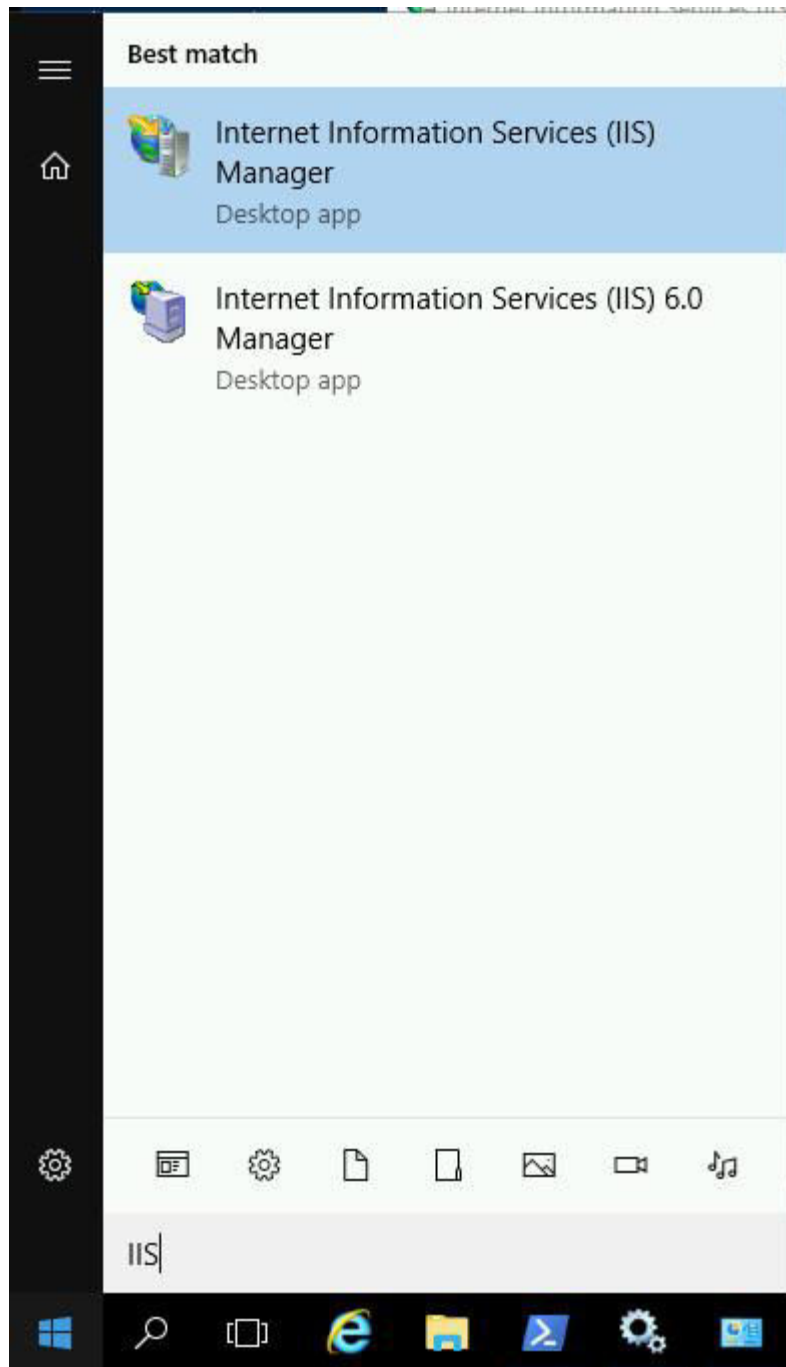 Best match
Internet Information Services (IIS)
Manager
Desktop app
Internet Information Services (IIS) 6.0
Manager
Desktop app
IIS